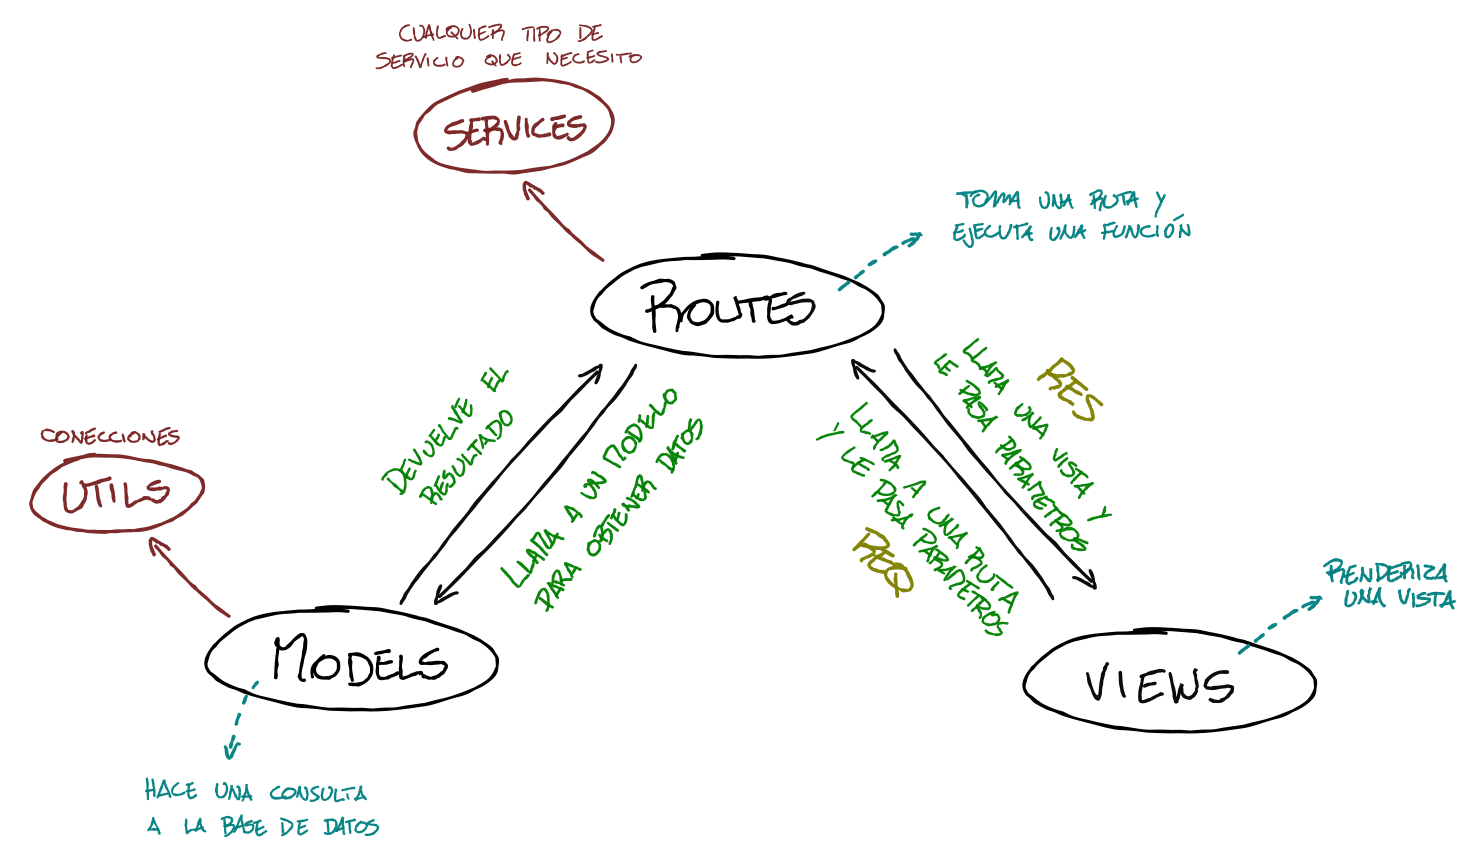 CUALQUIER TIPO DE
SERVICIO QUE NECESITO
SERVICES
TOMA UNA RUTA Y
EJECUTA UNA FUNCIÓN
ROUTES
DEVUELVE EL
RESULTADO
LLAMA A UN MODELO
PARA OBTENER DATOS
RES
LLAMA UNA VISTA Y
LE PASA PARAMETROS
LLAMA A UNA RUTA
Y LE PASA PARAMETROS
REQ
CONECCIONES
UTILS
MODELS
HACE UNA CONSULTA
A LA BASE DE DATOS
RENDERIZA
UNA VISTA
VIEWS